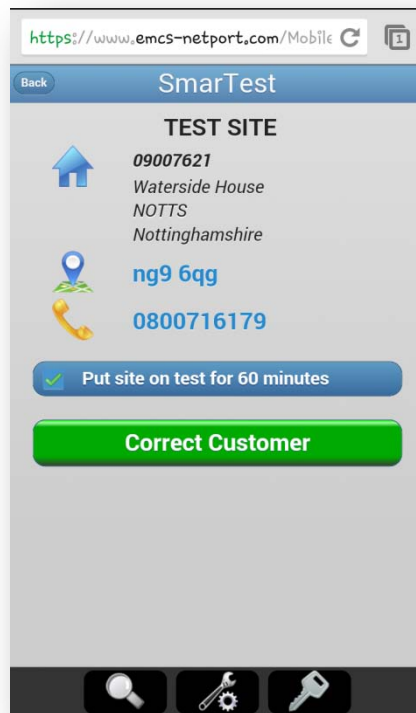 https://www.emcs-netport.com/Mobile
1
Back
SmarTest
TEST SITE
09007621
Waterside House
NOTTS
Nottinghamshire
ng9 6qg
0800716179
Put site on test for 60 minutes
Correct Customer